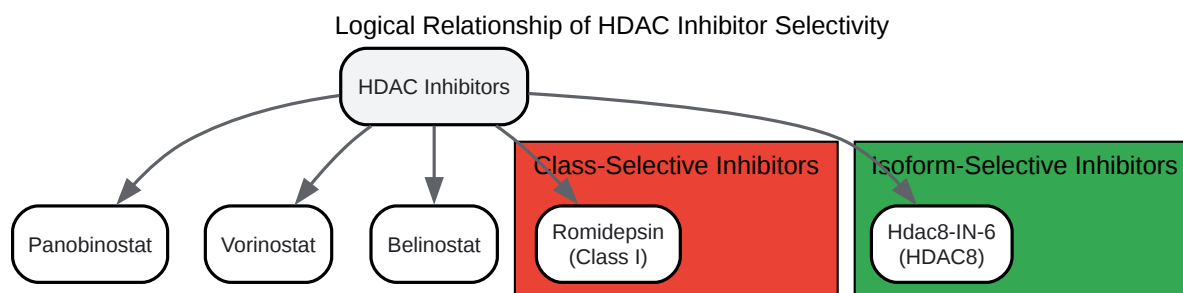 Logical Relationship of HDAC Inhibitor Selectivity
HDAC Inhibitors
Class-Selective Inhibitors
Isoform-Selective Inhibitors
Panobinostat
Vorinostat
Belinostat
Romidepsin
(Class I)
Hdac8-IN-6
(HDAC8)